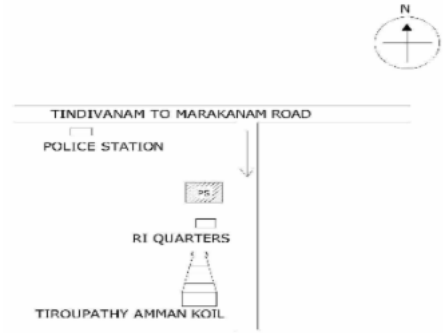 N
TINDIVANAM TO MARAKANAM ROAD
POLICE STATION
PS
RI QUARTERS
TIROUPATHY AMMAN KOIL